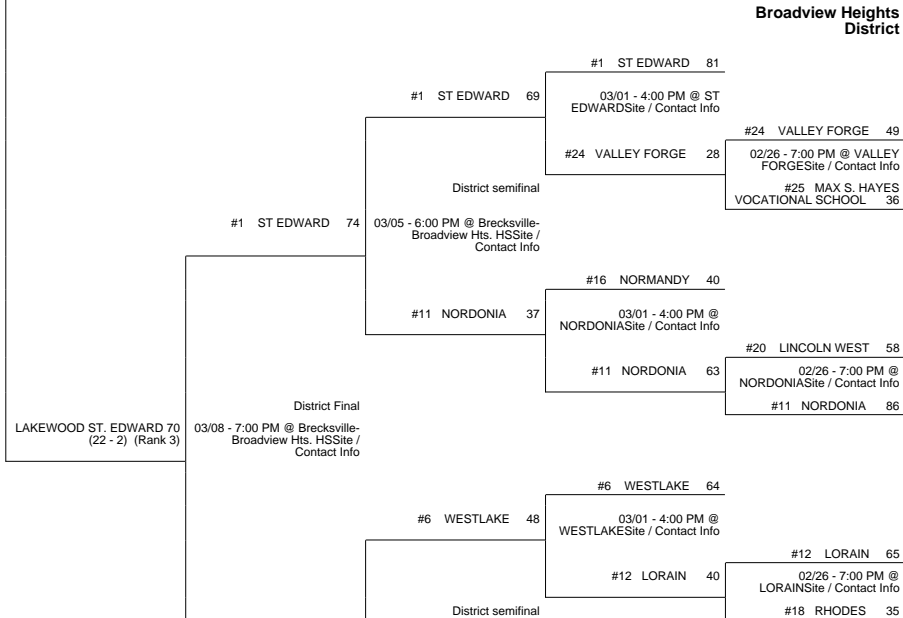 Broadview Heights
District
#1 ST EDWARD 81
#1 ST EDWARD 69
03/01 - 4:00 PM @ ST
EDWARDSite / Contact Info
#24 VALLEY FORGE 49
#24 VALLEY FORGE 28
02/26 - 7:00 PM @ VALLEY
FORGESite / Contact Info
District semifinal
#25 MAX S. HAYES
VOCATIONAL SCHOOL 36
#1 ST EDWARD 74
03/05 - 6:00 PM @ Brecksville-
Broadview Hts. HSSite /
Contact Info
#16 NORMANDY 40
#11 NORDONIA 37
03/01 - 4:00 PM @
NORDONIASite / Contact Info
#20 LINCOLN WEST 58
#11 NORDONIA 63
02/26 - 7:00 PM @
NORDONIASite / Contact Info
District Final
#11 NORDONIA 86
LAKEWOOD ST. EDWARD 70
(22 - 2) (Rank 3)
03/08 - 7:00 PM @ Brecksville-
Broadview Hts. HSSite /
Contact Info
#6 WESTLAKE 64
#6 WESTLAKE 48
03/01 - 4:00 PM @
WESTLAKESite / Contact Info
#12 LORAIN 65
#12 LORAIN 40
02/26 - 7:00 PM @
LORAINSite / Contact Info
District semifinal
#18 RHODES 35